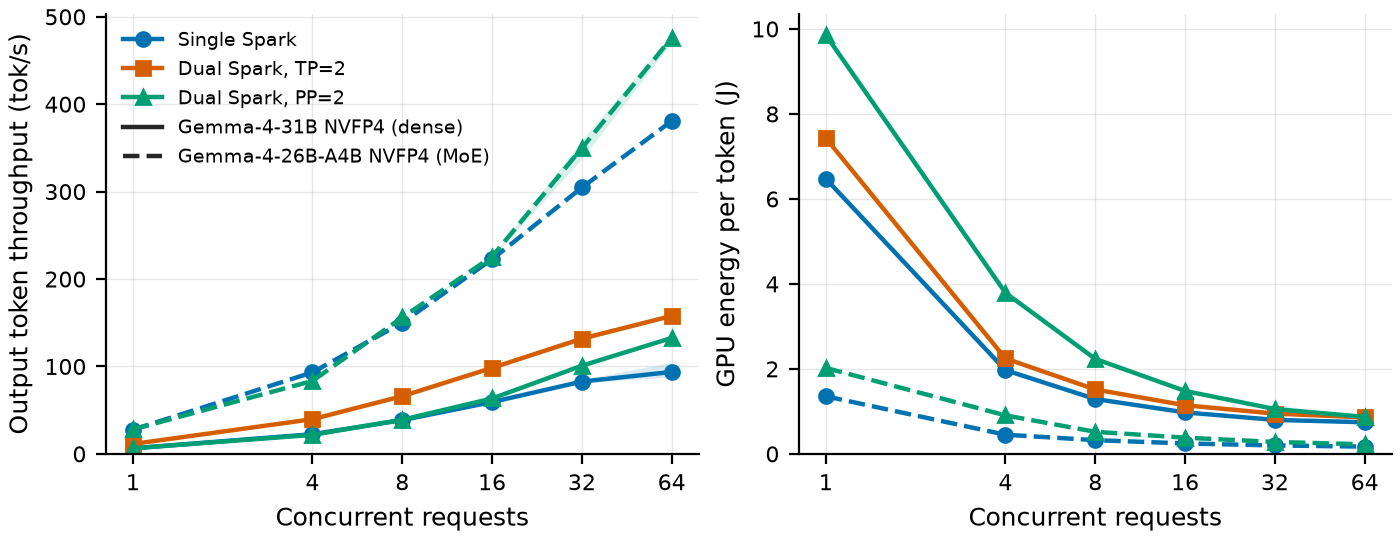 Output token throughput (tok/s)
500
400
300
200
100
0
Single Spark
Dual Spark, TP=2
Dual Spark, PP=2
Gemma-4-31B NVFP4 (dense)
Gemma-4-26B-A4B NVFP4 (MoE)
1 4 8 16 32 64
Concurrent requests
GPU energy per token (J)
10
8
6
4
2
0
1 4 8 16 32 64
Concurrent requests